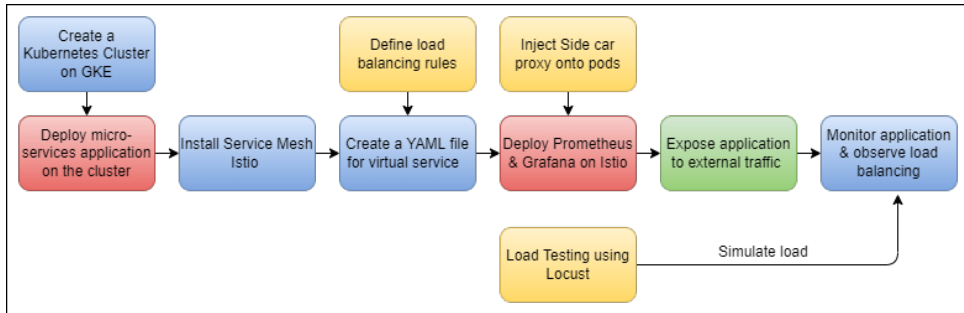 Create a
Kubernetes Cluster
on GKE
Define load
balancing rules
Inject Side car
proxy onto pods
Deploy micro-
services application
on the cluster
Install Service Mesh
Istio
Create a YAML file
for virtual service
Deploy Prometheus
& Grafana on Istio
Expose application
to external traffic
Monitor application
& observe load
balancing
Load Testing using
Locust
Simulate load